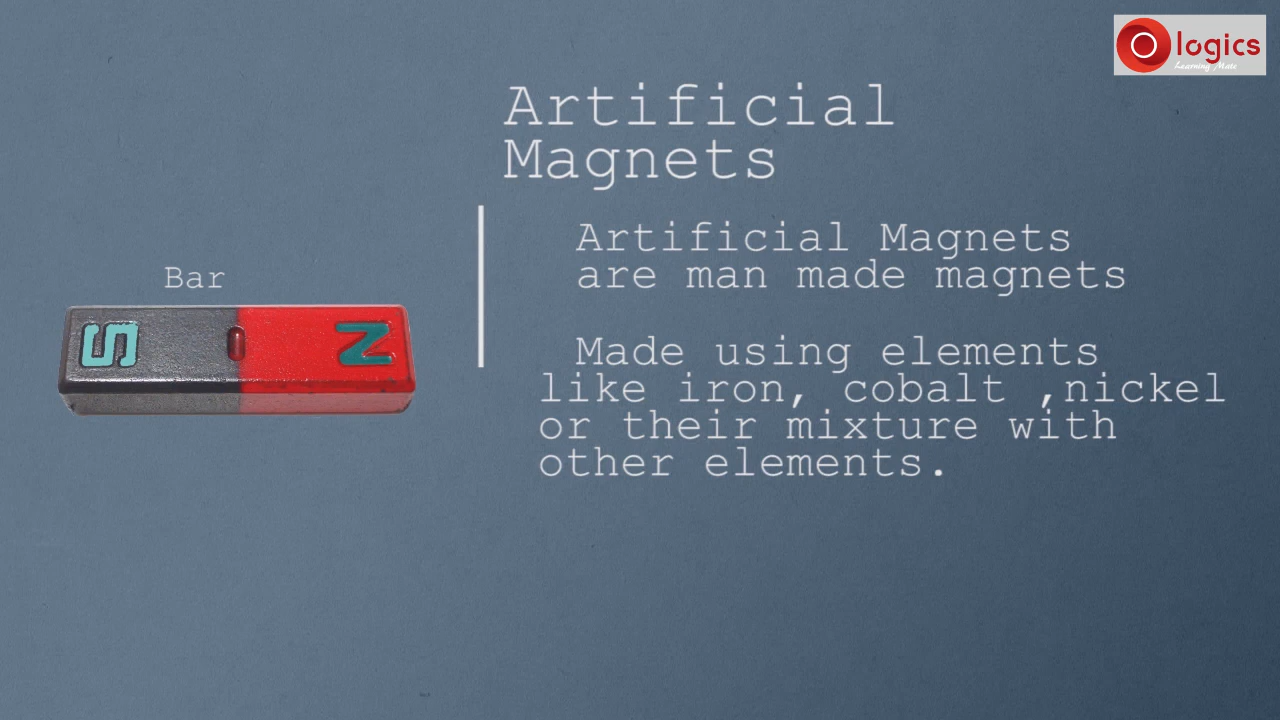 Ologics
Learning Mate
Artificial
Magnets
Artificial Magnets
are man made magnets
Bar
S
N
Made using elements
like iron, cobalt ,nickel
or their mixture with
other elements.